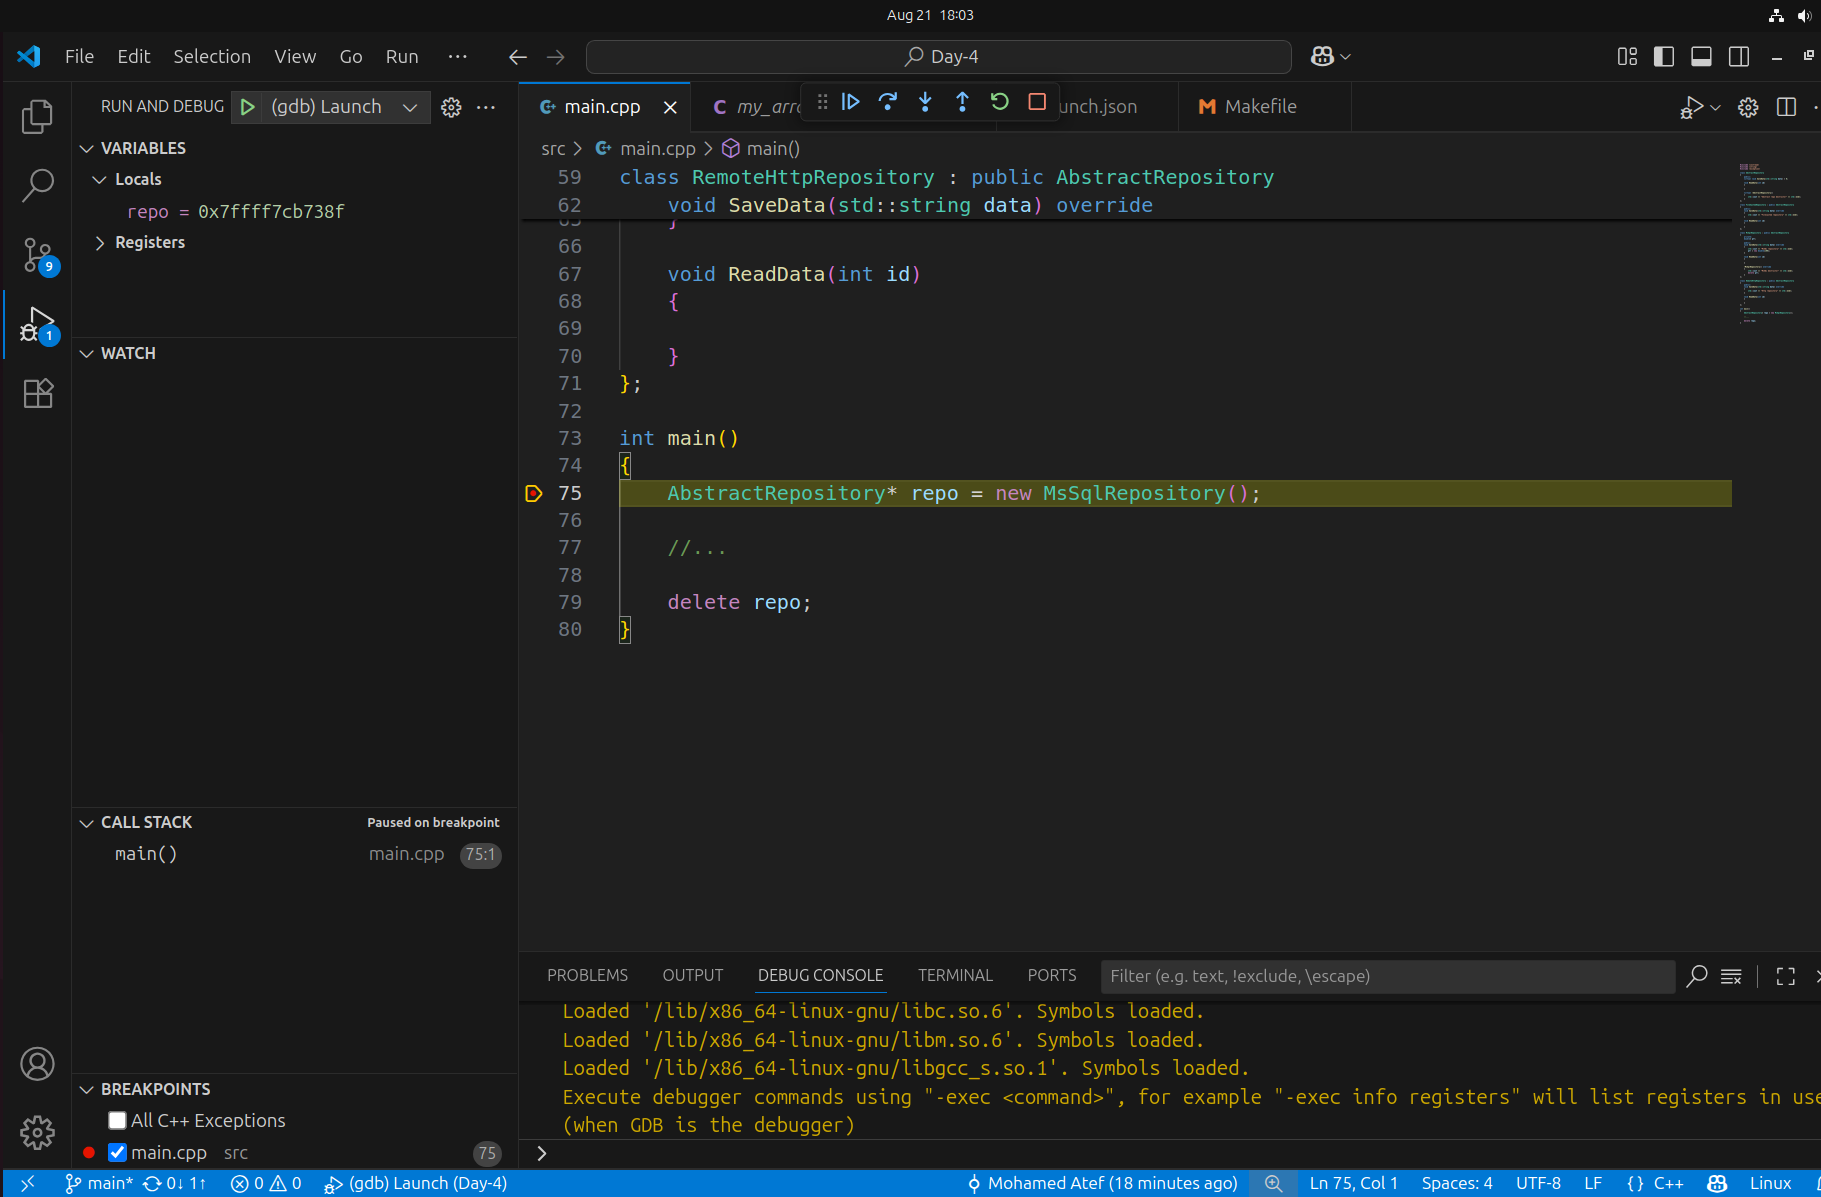 Aug 21 18:03
File Edit Selection View Go Run ··· Day-4
RUN AND DEBUG (gdb) Launch
VARIABLES
Locals
repo = 0x7ffff7cb738f
Registers
9
1
WATCH
CALL STACK Paused on breakpoint
main() main.cpp 75:1
BREAKPOINTS
All C++ Exceptions
main.cpp src 75
main.cpp my_arr unch.json Makefile
src > main.cpp > main()
59 class RemoteHttpRepository : public AbstractRepository
62 void SaveData(std::string data) override
65 }
66
67 void ReadData(int id)
68 {
69
70 }
71 };
72
73 int main()
74 {
75 AbstractRepository* repo = new MsSqlRepository();
76
77 //...
78
79 delete repo;
80 }
PROBLEMS OUTPUT DEBUG CONSOLE TERMINAL PORTS Filter (e.g. text, !exclude, \escape)
Loaded '/lib/x86_64-linux-gnu/libc.so.6'. Symbols loaded.
Loaded '/lib/x86_64-linux-gnu/libm.so.6'. Symbols loaded.
Loaded '/lib/x86_64-linux-gnu/libgcc_s.so.1'. Symbols loaded.
Execute debugger commands using "-exec <command>", for example "-exec info registers" will list registers in use
(when GDB is the debugger)
>
main* 0↓ 1↑ 0 0 (gdb) Launch (Day-4) Mohamed Atef (18 minutes ago) Ln 75, Col 1 Spaces: 4 UTF-8 LF {} C++ Linux